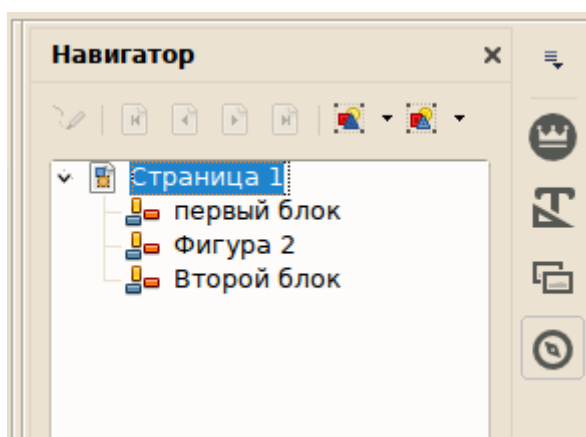 Навигатор
Страница 1
первый блок
Фигура 2
Второй блок